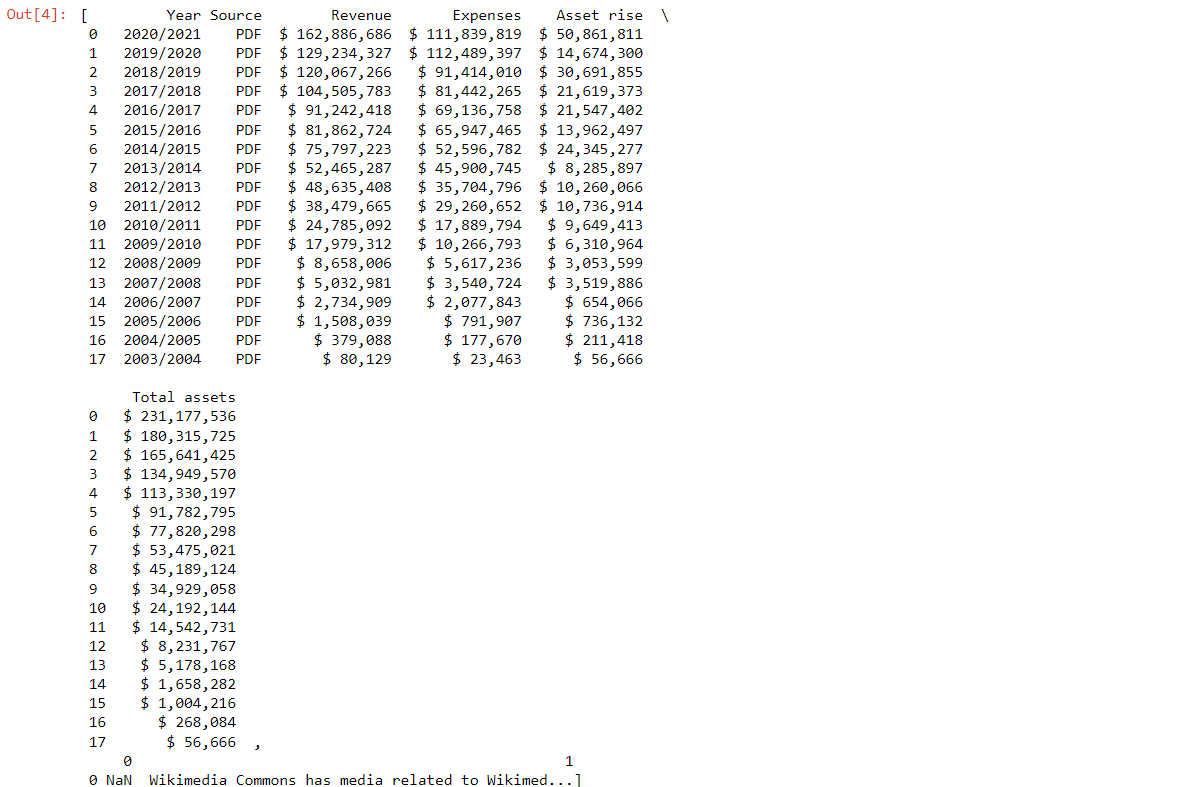 Out[4]: [         Year Source        Revenue       Expenses    Asset rise  \
0   2020/2021    PDF  $ 162,886,686  $ 111,839,819  $ 50,861,811
1   2019/2020    PDF  $ 129,234,327  $ 112,489,397  $ 14,674,300
2   2018/2019    PDF  $ 120,067,266   $ 91,414,010  $ 30,691,855
3   2017/2018    PDF  $ 104,505,783   $ 81,442,265  $ 21,619,373
4   2016/2017    PDF   $ 91,242,418   $ 69,136,758  $ 21,547,402
5   2015/2016    PDF   $ 81,862,724   $ 65,947,465  $ 13,962,497
6   2014/2015    PDF   $ 75,797,223   $ 52,596,782  $ 24,345,277
7   2013/2014    PDF   $ 52,465,287   $ 45,900,745   $ 8,285,897
8   2012/2013    PDF   $ 48,635,408   $ 35,704,796  $ 10,260,066
9   2011/2012    PDF   $ 38,479,665   $ 29,260,652  $ 10,736,914
10  2010/2011    PDF   $ 24,785,092   $ 17,889,794   $ 9,649,413
11  2009/2010    PDF   $ 17,979,312   $ 10,266,793   $ 6,310,964
12  2008/2009    PDF    $ 8,658,006    $ 5,617,236   $ 3,053,599
13  2007/2008    PDF    $ 5,032,981    $ 3,540,724   $ 3,519,886
14  2006/2007    PDF    $ 2,734,909    $ 2,077,843     $ 654,066
15  2005/2006    PDF    $ 1,508,039      $ 791,907     $ 736,132
16  2004/2005    PDF      $ 379,088      $ 177,670     $ 211,418
17  2003/2004    PDF       $ 80,129       $ 23,463      $ 56,666
Total assets
0   $ 231,177,536
1   $ 180,315,725
2   $ 165,641,425
3   $ 134,949,570
4   $ 113,330,197
5    $ 91,782,795
6    $ 77,820,298
7    $ 53,475,021
8    $ 45,189,124
9    $ 34,929,058
10   $ 24,192,144
11   $ 14,542,731
12    $ 8,231,767
13    $ 5,178,168
14    $ 1,658,282
15    $ 1,004,216
16      $ 268,084
17       $ 56,666  ,
0                                                  1
0 NaN  Wikimedia Commons has media related to Wikimed...]